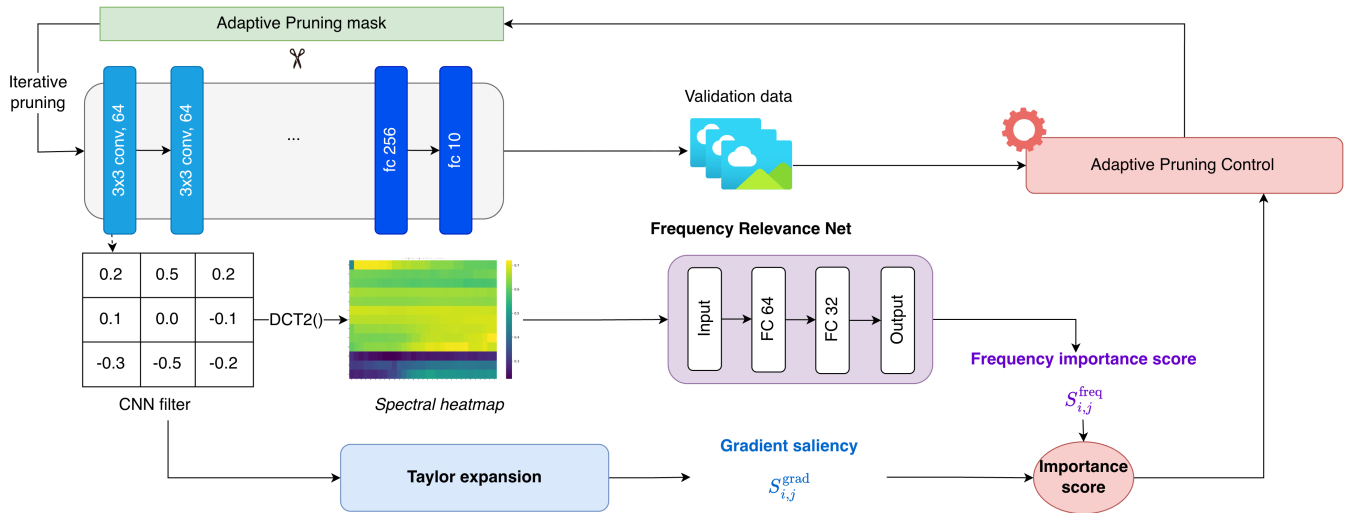 Adaptive Pruning mask
Iterative
pruning
3x3 conv, 64
3x3 conv, 64
...
fc 256
fc 10
Validation data
Adaptive Pruning Control
Frequency Relevance Net
0.2 0.5 0.2
0.1 0.0 -0.1
-0.3 -0.5 -0.2
CNN filter
DCT2()
Spectral heatmap
Input
FC 64
FC 32
Output
Frequency importance score
S_{i,j}^{freq}
Taylor expansion
Gradient saliency
S_{i,j}^{grad}
Importance
score